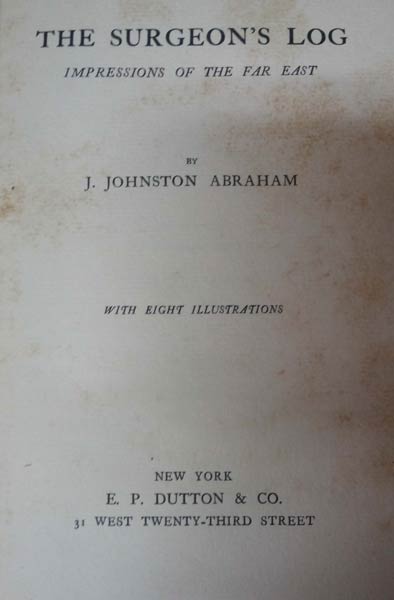 THE SURGEON'S LOG
IMPRESSIONS OF THE FAR EAST
BY
J. JOHNSTON ABRAHAM
WITH EIGHT ILLUSTRATIONS
NEW YORK
E. P. DUTTON & CO.
31 WEST TWENTY-THIRD STREET